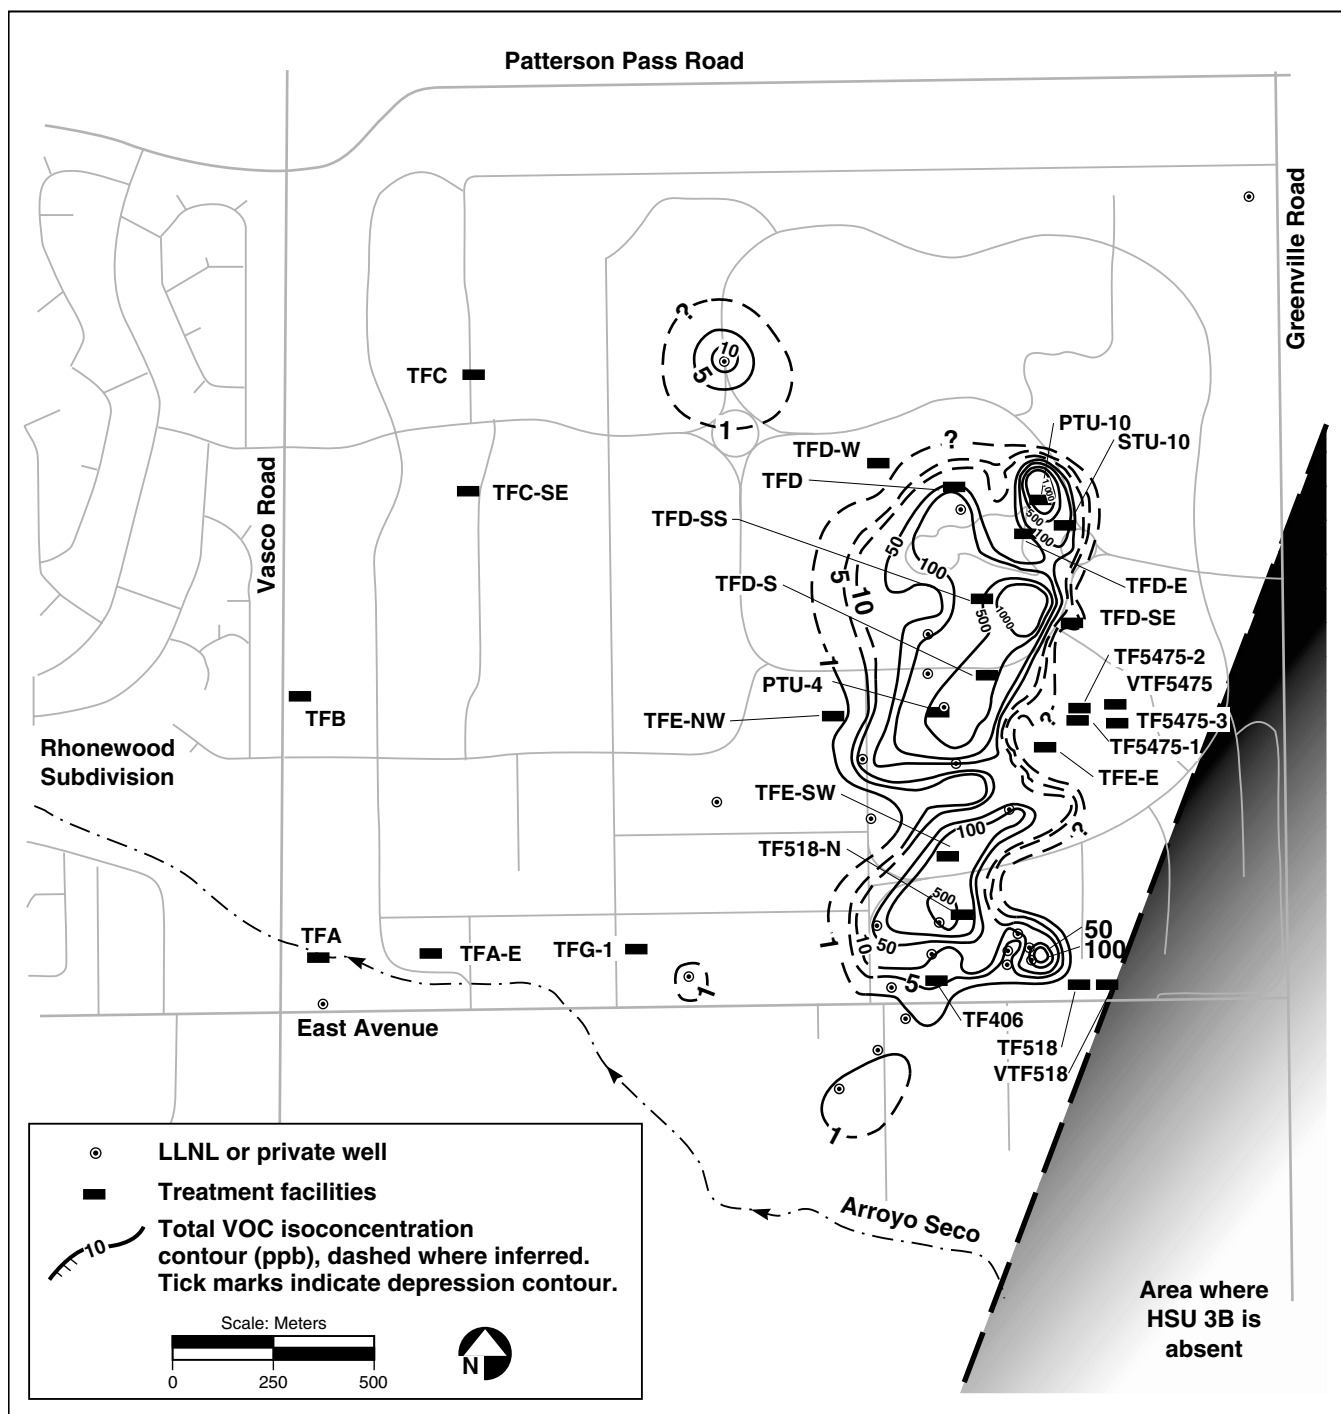 Patterson Pass Road
Greenville Road
?
10
5
1
TFC
PTU-10
?
STU-10
TFD-W
TFD
Vasco Road
TFC-SE
1,000
500
100
TFD-SS
50
100
TFD-E
TFD-S
5
10
500
1000
TFD-SE
TF5475-2
1
VTF5475
PTU-4
TFB
TFE-NW
?
TF5475-3
TF5475-1
Rhonewood
Subdivision
TFE-E
TFE-SW
100
?
TF518-N
500
TFA
1
10
50
50
100
TFA-E
TFG-1
1
5
East Avenue
TF406
TF518
VTF518
1
LLNL or private well
Treatment facilities
Total VOC isoconcentration
contour (ppb), dashed where inferred.
Tick marks indicate depression contour.
10
Scale: Meters
0 250 500
N
Arroyo Seco
Area where
HSU 3B is
absent